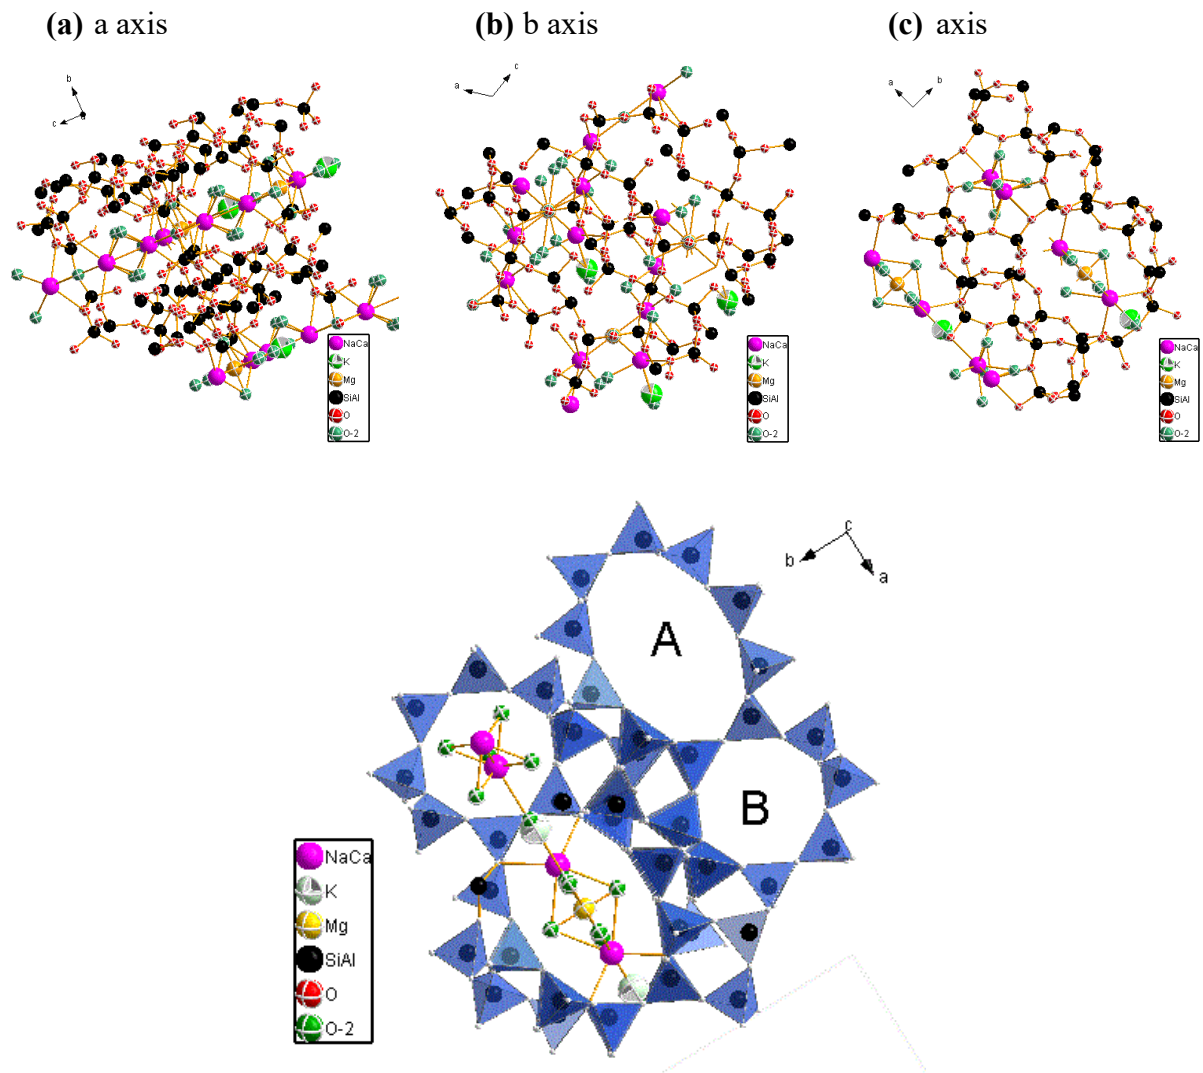 (a) a axis
(b) b axis
(c) axis
b
c
c
a
a
b
NaCa
K
Mg
SiAl
O
O-2
NaCa
K
Mg
SiAl
O
O-2
NaCa
K
Mg
SiAl
O
O-2
c
b
a
A
B
NaCa
K
Mg
SiAl
O
O-2